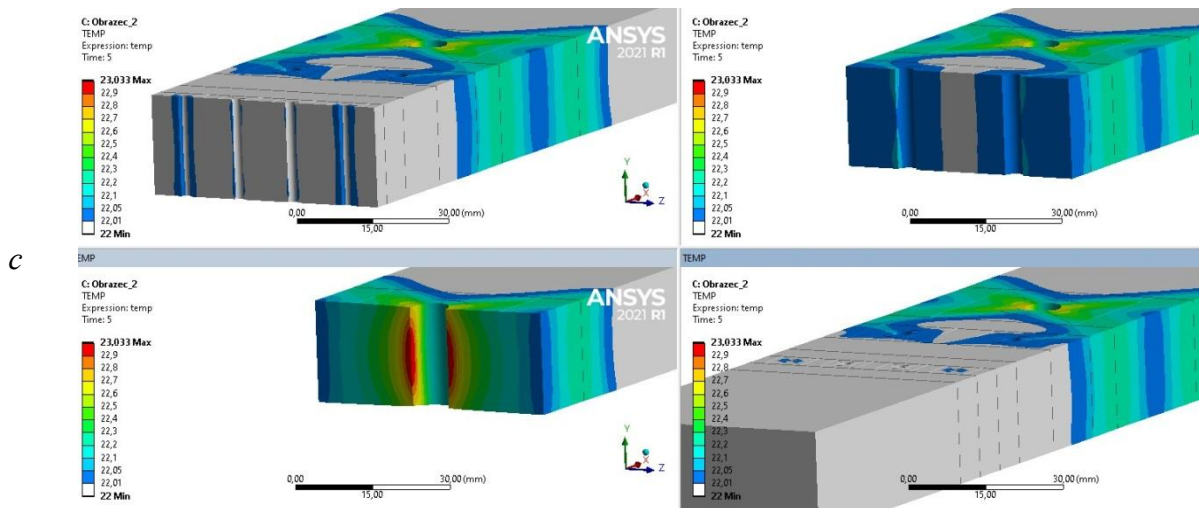 C: Obrazec_2
TEMP
Expression: temp
Time: 5
23,033 Max
22,9
22,8
22,7
22,6
22,5
22,4
22,3
22,2
22,1
22,05
22,01
22 Min
ANSYS
2021 R1
Y
X
Z
0,00
30,00 (mm)
15,00
C: Obrazec_2
TEMP
Expression: temp
Time: 5
23,033 Max
22,9
22,8
22,7
22,6
22,5
22,4
22,3
22,2
22,1
22,05
22,01
22 Min
0,00
30,00 (mm)
15,00
c
TEMP
C: Obrazec_2
TEMP
Expression: temp
Time: 5
23,033 Max
22,9
22,8
22,7
22,6
22,5
22,4
22,3
22,2
22,1
22,05
22,01
22 Min
ANSYS
2021 R1
Y
X
Z
0,00
30,00 (mm)
15,00
TEMP
C: Obrazec_2
TEMP
Expression: temp
Time: 5
23,033 Max
22,9
22,8
22,7
22,6
22,5
22,4
22,3
22,2
22,1
22,05
22,01
22 Min
0,00
30,00 (mm)
15,00